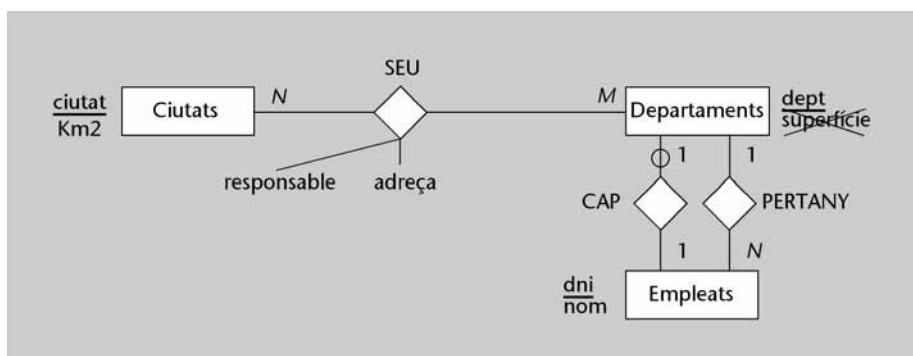 SEU
ciutat
Km2
Ciutats
N
M
Departaments
dept
superfície
responsable
adreça
1
1
CAP
PERTANY
1
N
dni
nom
Empleats